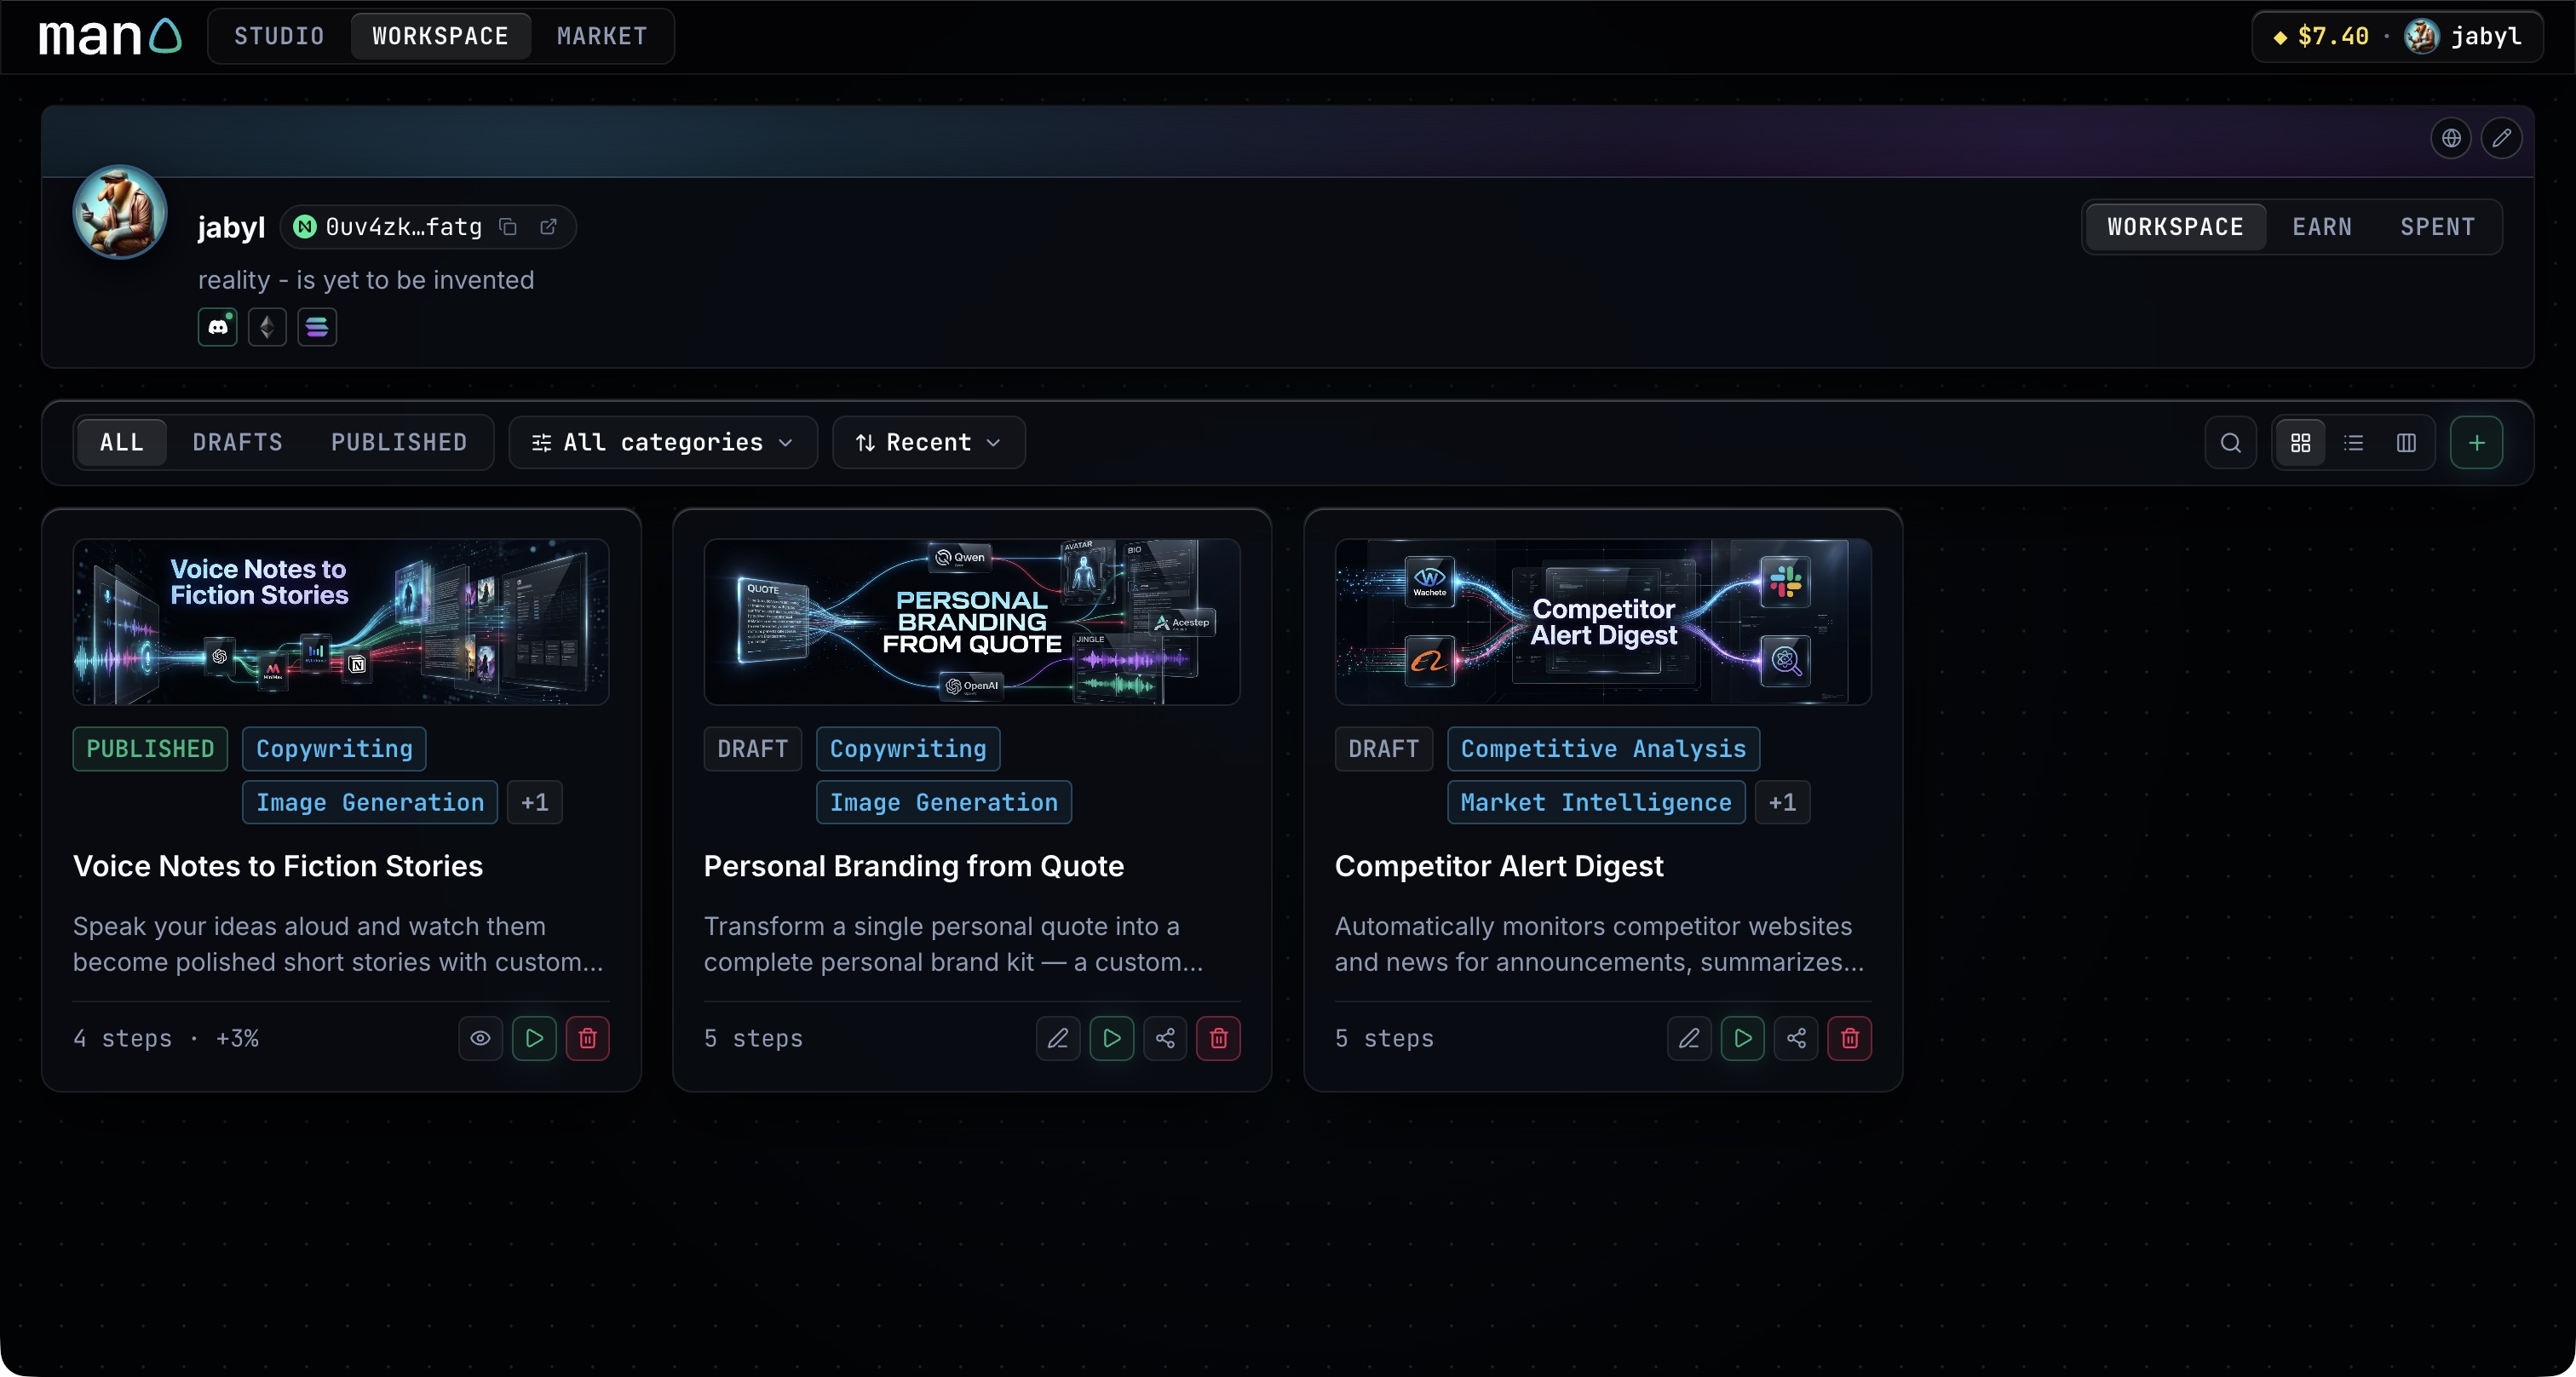 mano
STUDIO
WORKSPACE
MARKET
$7.40 · jabyl
jabyl
0uv4zk…fatg
WORKSPACE
EARN
SPENT
reality - is yet to be invented
ALL
DRAFTS
PUBLISHED
All categories
Recent
Voice Notes to
Fiction Stories
QUOTE
Qwen
AVATAR
BIO
PERSONAL
BRANDING
FROM QUOTE
Acestep
JINGLE
OpenAI
Wachete
Competitor
Alert Digest
PUBLISHED
Copywriting
Image Generation
+1
DRAFT
Copywriting
Image Generation
DRAFT
Competitive Analysis
Market Intelligence
+1
Voice Notes to Fiction Stories
Speak your ideas aloud and watch them
become polished short stories with custom...
4 steps · +3%
Personal Branding from Quote
Transform a single personal quote into a
complete personal brand kit — a custom...
5 steps
Competitor Alert Digest
Automatically monitors competitor websites
and news for announcements, summarizes...
5 steps